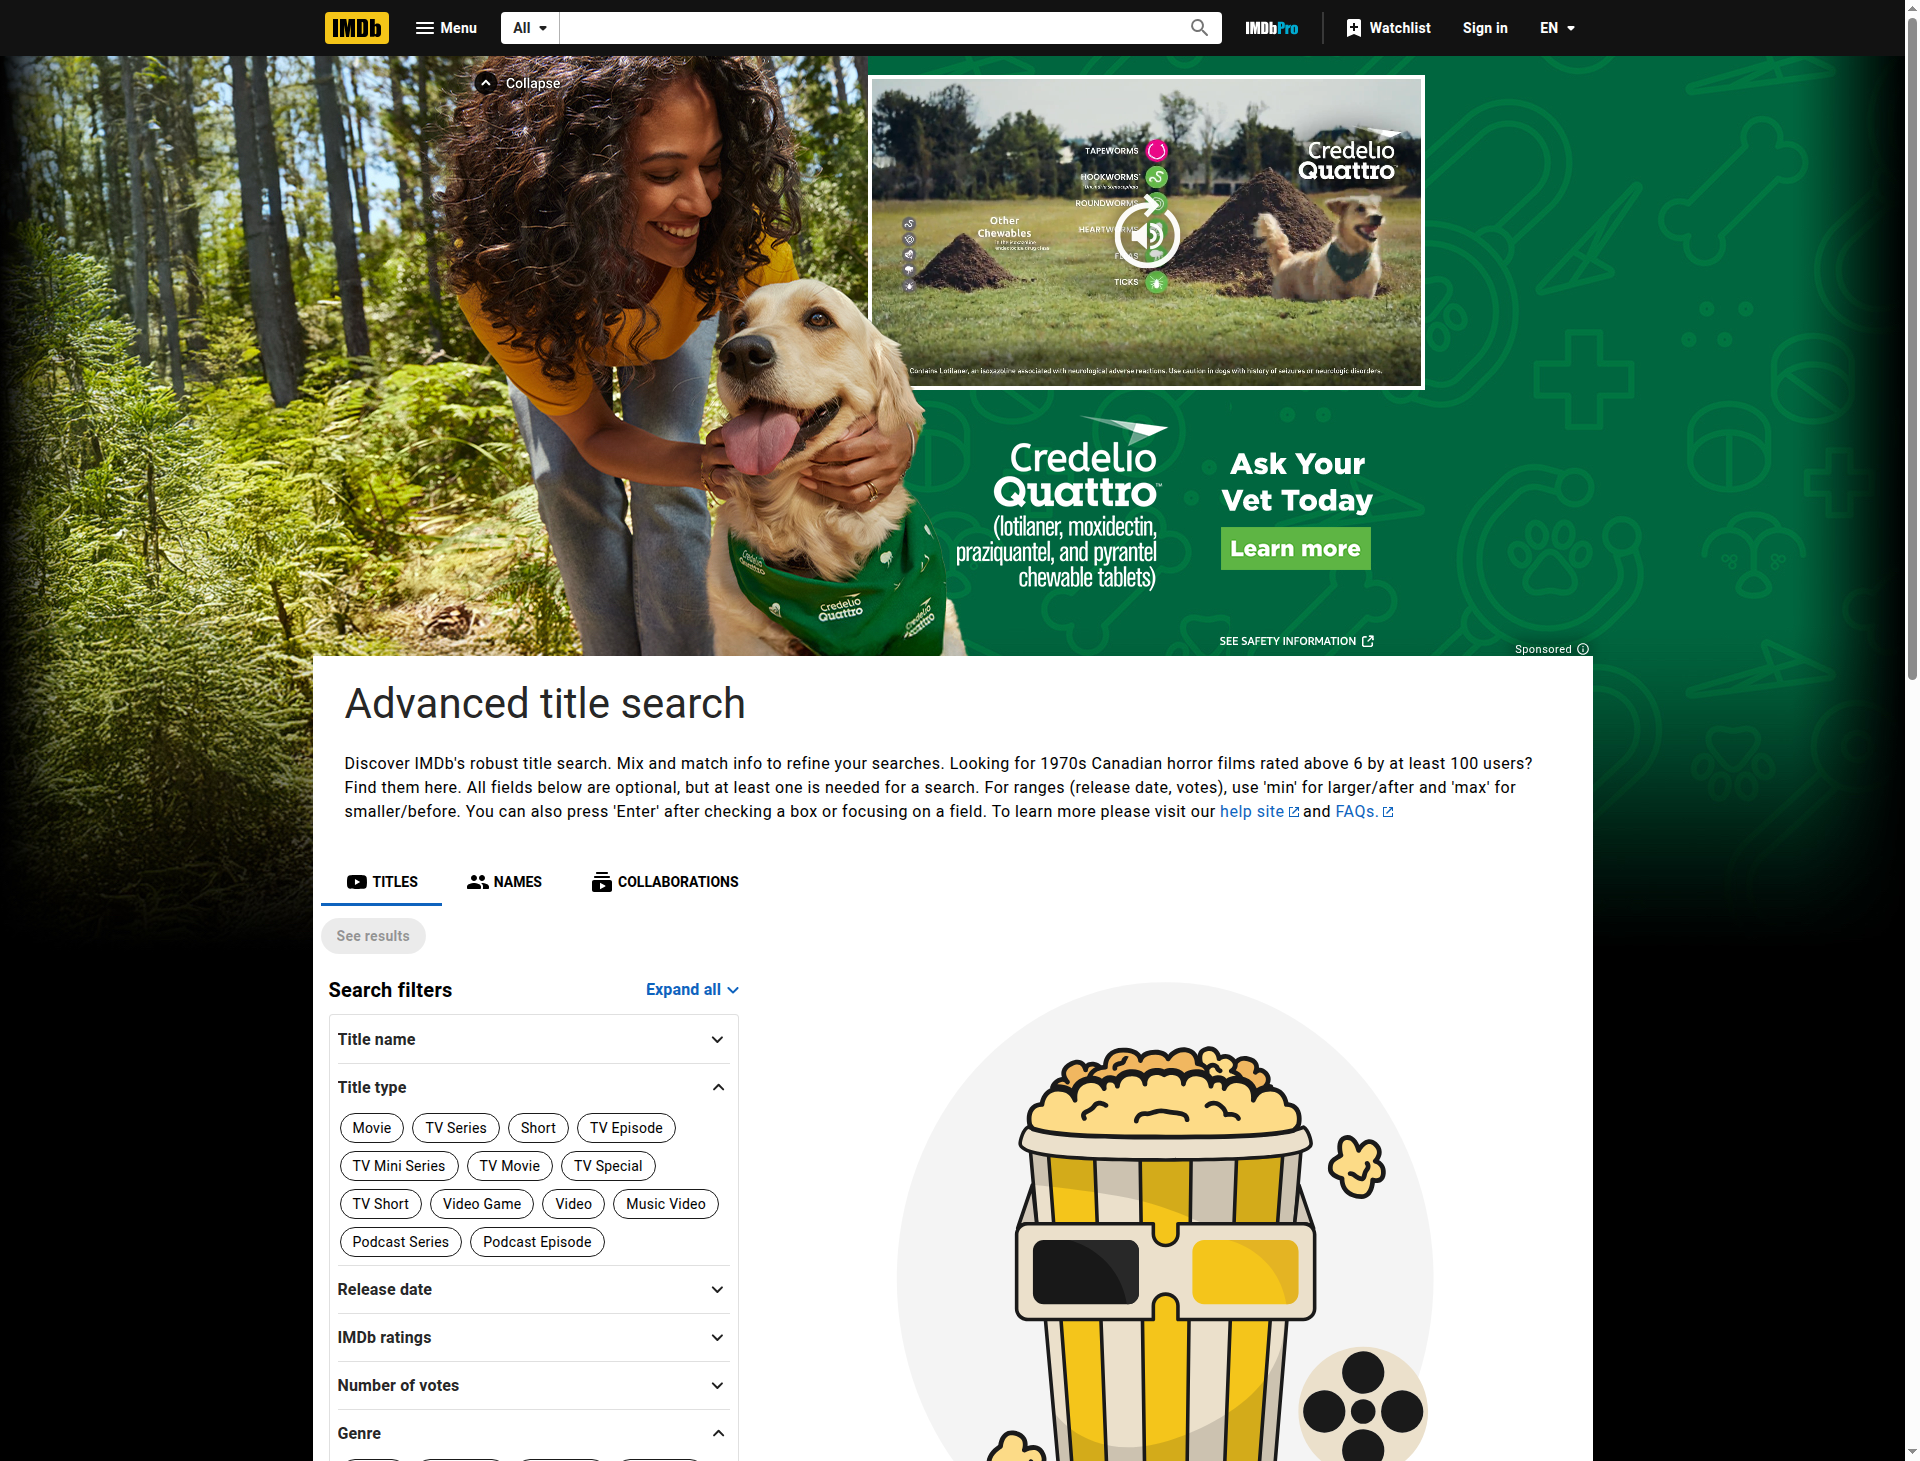 IMDb Menu All IMDbPro Watchlist Sign in EN
Collapse
TAPEWORMS
HOOKWORMS
ROUNDWORMS
HEARTWORMS
TICKS
Other
Chewables
Credelio
Quattro
Contains Lotilaner, an isoxazoline associated with neurological adverse reactions. Use caution in dogs with history of seizures or neurologic disorders.
Credelio
Quattro™
(lotilaner, moxidectin,
praziquantel, and pyrantel
chewable tablets)
Ask Your
Vet Today
Learn more
Credelio
Quattro
SEE SAFETY INFORMATION
Sponsored
Advanced title search
Discover IMDb's robust title search. Mix and match info to refine your searches. Looking for 1970s Canadian horror films rated above 6 by at least 100 users?
Find them here. All fields below are optional, but at least one is needed for a search. For ranges (release date, votes), use 'min' for larger/after and 'max' for
smaller/before. You can also press 'Enter' after checking a box or focusing on a field. To learn more please visit our help site and FAQs.
TITLES NAMES COLLABORATIONS
See results
Search filters Expand all
Title name
Title type
Movie TV Series Short TV Episode
TV Mini Series TV Movie TV Special
TV Short Video Game Video Music Video
Podcast Series Podcast Episode
Release date
IMDb ratings
Number of votes
Genre